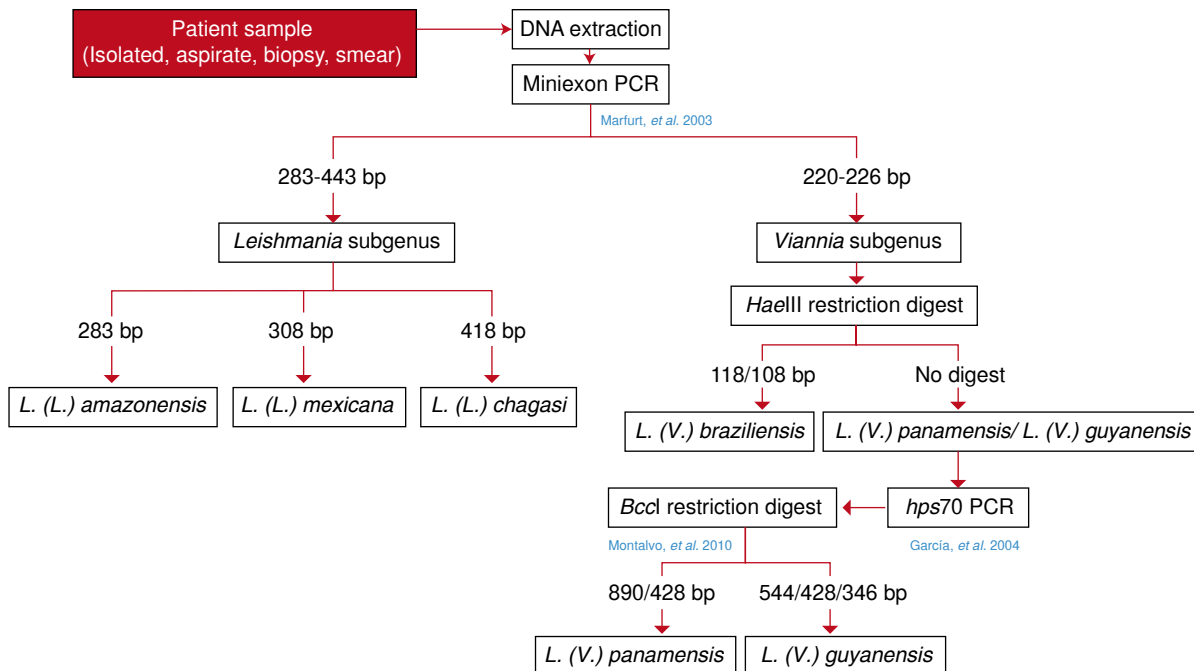 Patient sample
(Isolated, aspirate, biopsy, smear)
DNA extraction
Miniexon PCR
Marfurt, et al. 2003
283-443 bp
220-226 bp
Leishmania subgenus
Viannia subgenus
HaeIII restriction digest
283 bp
308 bp
418 bp
118/108 bp
No digest
L. (L.) amazonensis
L. (L.) mexicana
L. (L.) chagasi
L. (V.) braziliensis
L. (V.) panamensis/ L. (V.) guyanensis
BccI restriction digest
hps70 PCR
Montalvo, et al. 2010
García, et al. 2004
890/428 bp
544/428/346 bp
L. (V.) panamensis
L. (V.) guyanensis